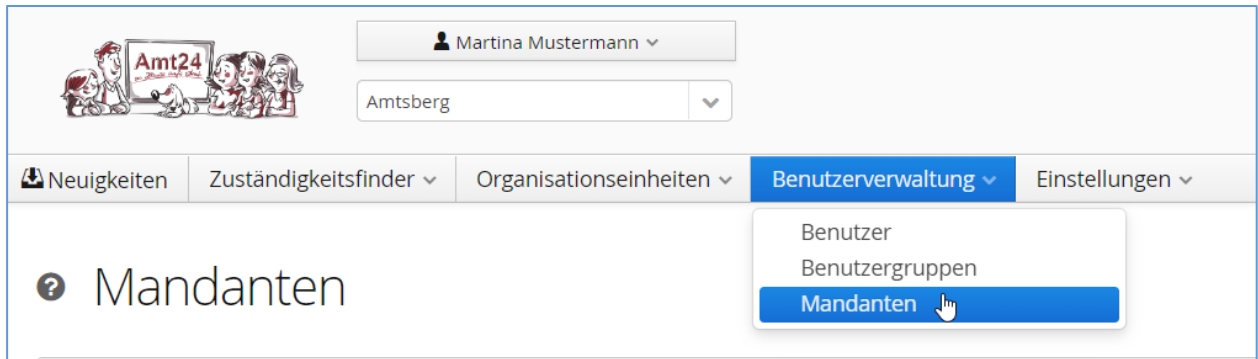 Amt24
Martina Mustermann
Amtsberg
Neuigkeiten
Zuständigkeitsfinder
Organisationseinheiten
Benutzerverwaltung
Einstellungen
Benutzer
Benutzergruppen
Mandanten
Mandanten